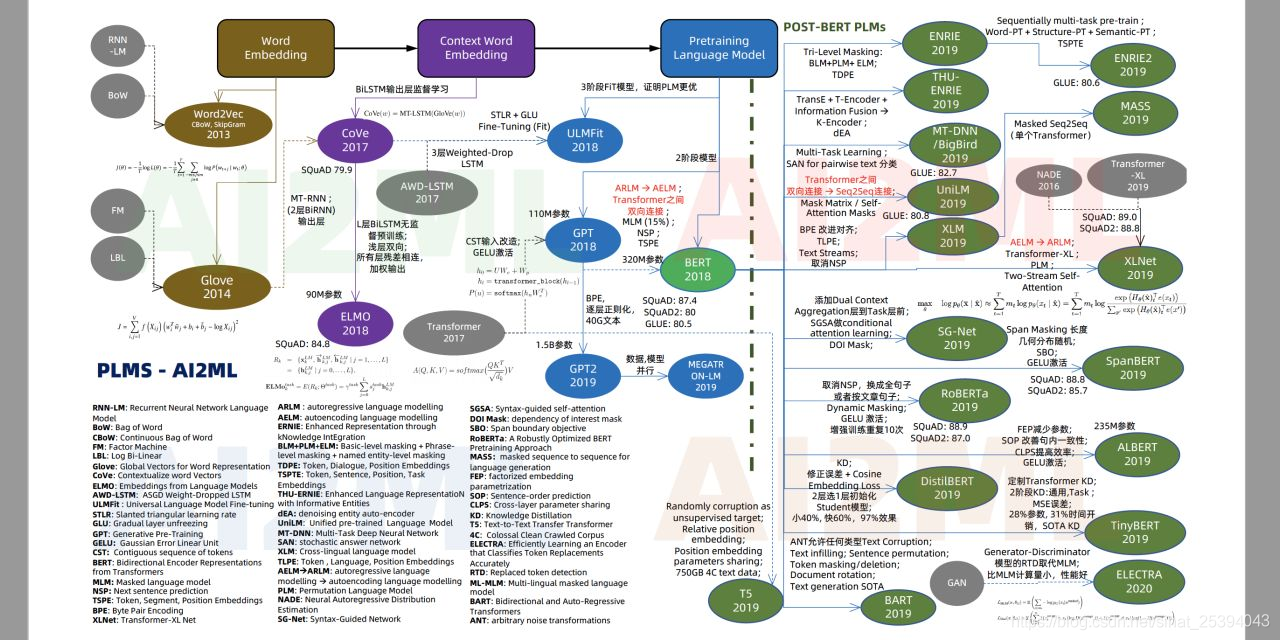 RNN
-LM
BoW
Word
Embedding
Context Word
Embedding
Pretraining
Language Model
POST-BERT PLMs
Word2Vec
CBoW, SkipGram
2013
FM
LBL
Glove
2014
BiLSTM输出层监督学习
CoVe(w) = MT-LSTM(GloVe(w))
CoVe
2017
SQuAD 79.9
MT-RNN ;
(2层BiRNN)
输出层
L层BiLSTM无监
督预训练;
浅层双向;
所有层残差相连,
加权输出
90M参数
ELMO
2018
SQuAD: 84.8
3层Weighted-Drop
LSTM
AWD-LSTM
2017
STLR + GLU
Fine-Tuning (Fit)
3阶段FiT模型，证明PLM更优
ULMFit
2018
2阶段模型
ARLM → AELM ;
Transformer之间
双向连接 ;
MLM (15%) ;
NSP ;
TSPE
110M参数
CST输入改造;
GELU激活
GPT
2018
320M参数
BERT
2018
SQuAD: 87.4
SQuAD2: 80
GLUE: 80.5
BPE,
逐层正则化,
40G文本
Transformer
2017
1.5B参数
GPT2
2019
数据,模型
并行
MEGATR
ON-LM
2019
Tri-Level Masking:
BLM+PLM+ ELM;
TDPE
ENRIE
2019
Sequentially multi-task pre-train ;
Word-PT + Structure-PT + Semantic-PT ;
TSPTE
ENRIE2
2019
GLUE: 80.6
TransE + T-Encoder +
Information Fusion →
K-Encoder ;
dEA
THU-
ENRIE
2019
MASS
2019
Masked Seq2Seq
(单个Transformer)
Multi-Task Learning ;
SAN for pairwise text 分类
MT-DNN
/BigBird
2019
GLUE: 82.7
Transformer之间
双向连接 → Seq2Seq连接;
Mask Matrix / Self-
Attention Masks
UniLM
2019
GLUE: 80.8
BPE 改进对齐;
TLPE;
Text Streams;
取消NSP
XLM
2019
NADE
2016
Transformer
-XL
2019
SQuAD: 89.0
SQuAD2: 88.8
AELM → ARLM;
Transformer-XL ;
PLM ;
Two-Stream Self-
Attention
XLNet
2019
添加Dual Context
Aggregation层到Task层前;
SGSA做conditional
attention learning;
DOI Mask;
SG-Net
2019
Span Masking 长度
几何分布随机;
SBO;
GELU激活
SpanBERT
2019
SQuAD: 88.8
SQuAD2: 85.7
取消NSP, 换成全句子
或者按文章句子;
Dynamic Masking;
GELU 激活 ;
增强训练重复10次
RoBERTa
2019
SQuAD: 88.9
SQuAD2: 87.0
FEP减少参数;
SOP 改善句内一致性;
CLPS提高效率;
GELU激活;
235M参数
ALBERT
2019
KD;
修正误差 + Cosine
Embedding Loss
2层选1层初始化
Student模型;
小40%, 快60%, 97%效果
DistilBERT
2019
定制Transformer KD;
2阶段KD:通用,Task ;
MSE误差;
28%参数, 31%时间开
销，SOTA KD
TinyBERT
2019
Randomly corruption as
unsupervised target;
Relative position
embedding;
Position embedding
parameters sharing;
750GB 4C text data;
T5
2019
ANT允许任何类型Text Corruption;
Text infilling; Sentence permutation;
Token masking/deletion;
Document rotation;
Text generation SOTA
BART
2019
GAN
Generator-Discriminator
模型的RTD取代MLM;
比MLM计算量小，性能好
ELECTRA
2020
PLMS - AI2ML
RNN-LM: Recurrent Neural Network Language
Model
BoW: Bag of Word
CBoW: Continuous Bag of Word
FM: Factor Machine
LBL: Log Bi-Linear
Glove: Global Vectors for Word Representation
CoVe: Contextualize word Vectors
ELMO: Embeddings from Language Models
AWD-LSTM: ASGD Weight-Dropped LSTM
ULMFit : Universal Language Model Fine-tuning
STLR: Slanted triangular learning rate
GLU: Gradual layer unfreezing
GPT: Generative Pre-Training
GELU: Gaussian Error Linear Unit
CST: Contiguous sequence of tokens
BERT: Bidirectional Encoder Representations
from Transformers
MLM: Masked language model
NSP: Next sentence prediction
TSPE: Token, Segment, Position Embeddings
BPE: Byte Pair Encoding
XLNet: Transformer-XL Net
ARLM : autoregressive language modelling
AELM: autoencoding language modelling
ERNIE: Enhanced Representation through
kNowledge IntEgration
BLM+PLM+ELM: Basic-level masking + Phrase-
level masking + named entity-level masking
TDPE: Token, Dialogue, Position Embeddings
TSPTE: Token, Sentence, Position, Task
Embeddings
THU-ERNIE: Enhanced Language Representation
with Informative Entities
dEA: denoising entity auto-encoder
UniLM: Unified pre-trained Language Model
MT-DNN: Multi-Task Deep Neural Network
SAN: stochastic answer network
XLM: Cross-lingual language model
TLPE: Token , Language, Position Embeddings
AELM→ARLM: autoregressive language
modelling → autoencoding language modelling
PLM: Permutation Language Model
NADE: Neural Autoregressive Distribution
Estimation
SG-Net: Syntax-Guided Network
SGSA: Syntax-guided self-attention
DOI Mask: dependency of interest mask
SBO: Span boundary objective
RoBERTa: A Robustly Optimized BERT
Pretraining Approach
MASS: masked sequence to sequence for
language generation
FEP: factorized embedding
parametrization
SOP: Sentence-order prediction
CLPS: Cross-layer parameter sharing
KD: Knowledge Distillation
T5: Text-to-Text Transfer Transformer
4C: Colossal Clean Crawled Corpus
ELECTRA: Efficiently Learning an Encoder
that Classifies Token Replacements
Accurately
RTD: Replaced token detection
ML-MLM: Multi-lingual masked language
model
BART: Bidirectional and Auto-Regressive
Transformers
ANT: arbitrary noise transformations